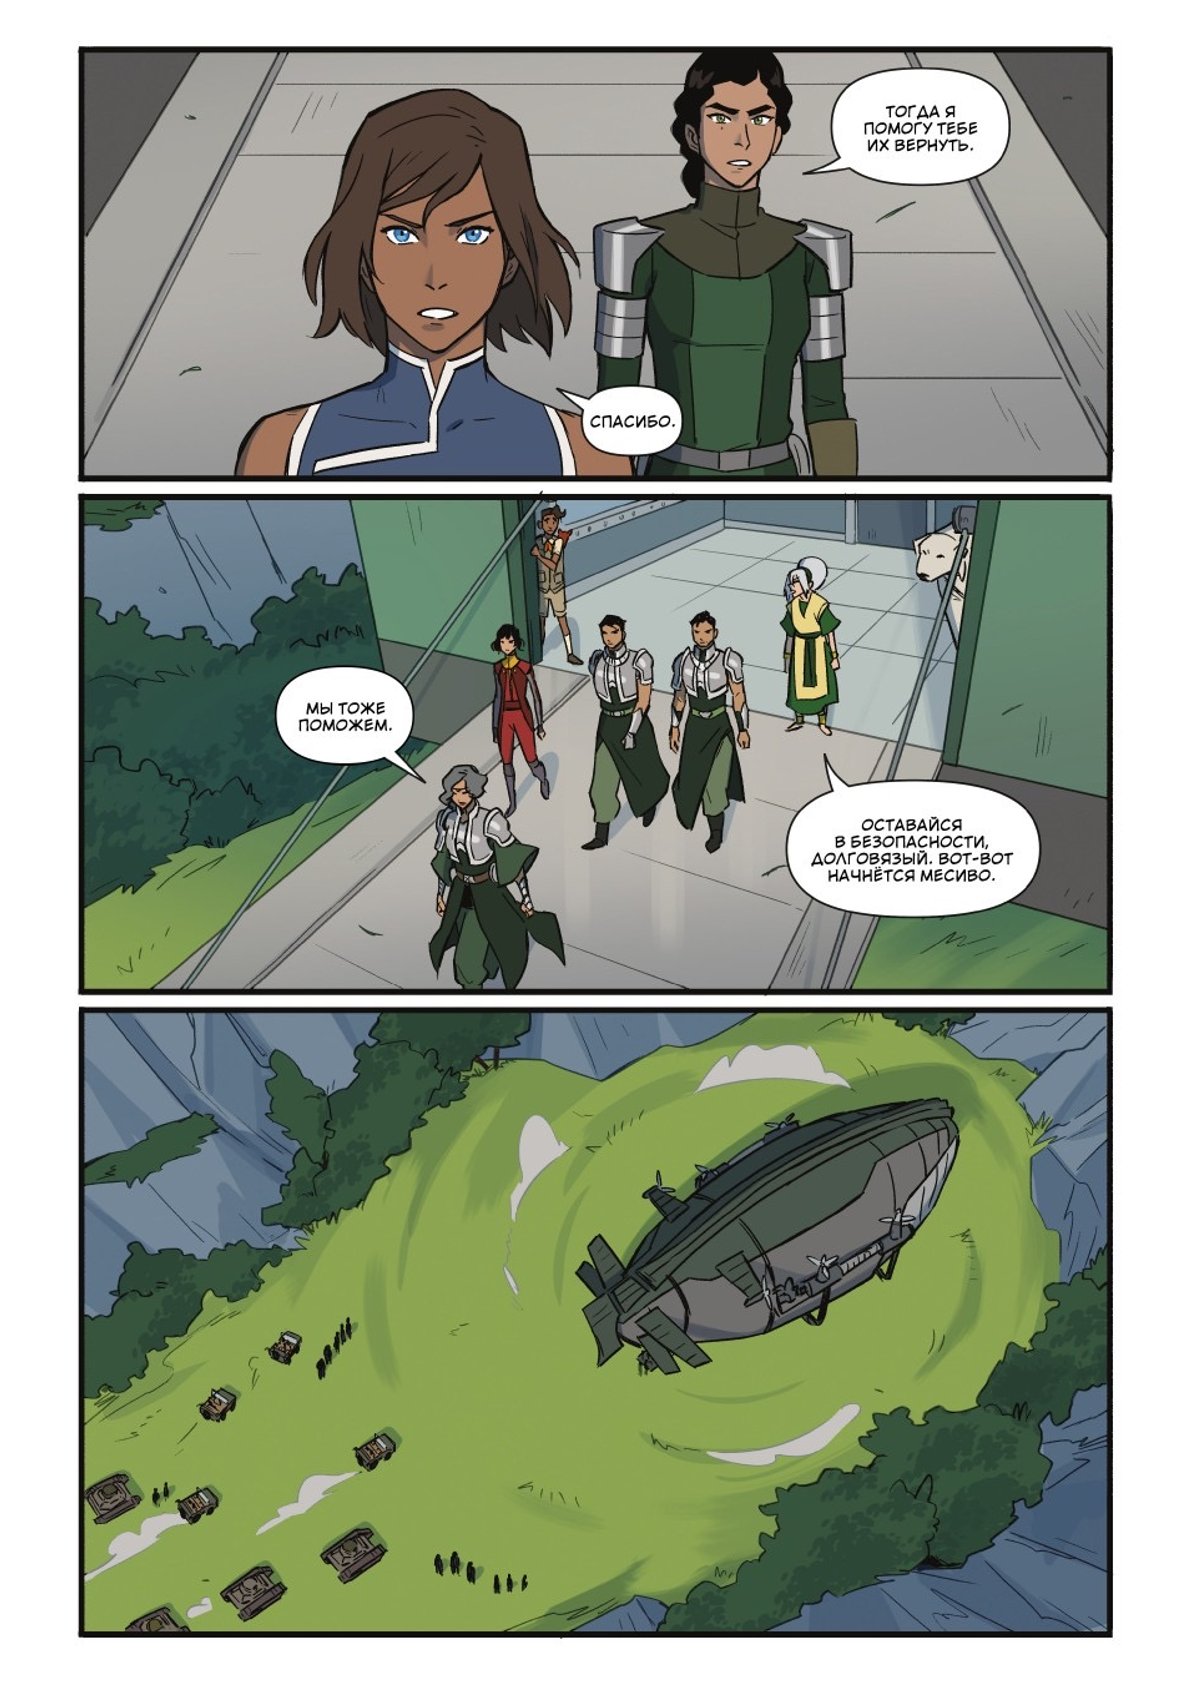 ТОГДА Я
ПОМОГУ ТЕБЕ
ИХ ВЕРНУТЬ.
СПАСИБО.
МЫ ТОЖЕ
ПОМОЖЕМ.
ОСТАВАЙСЯ
В БЕЗОПАСНОСТИ,
ДОЛГОВЯЗЫЙ. ВОТ-ВОТ
НАЧНЁТСЯ МЕСИВО.